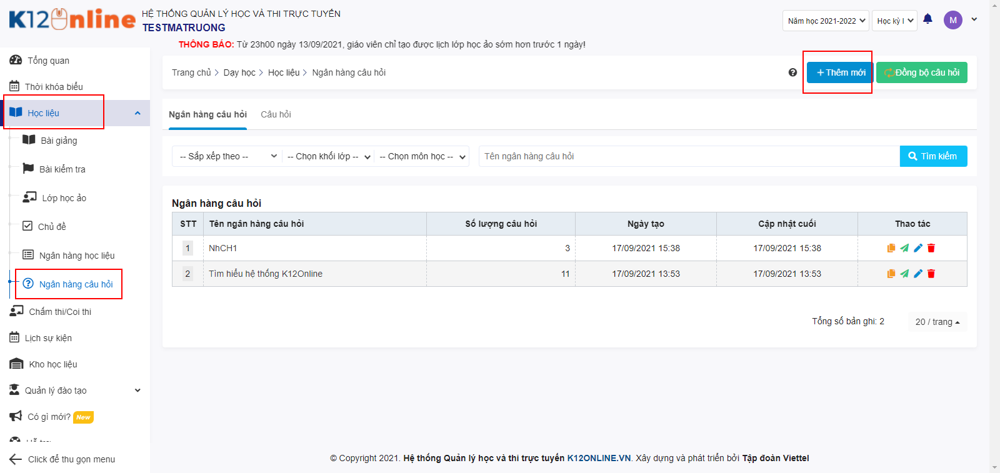 K12Online
HỆ THỐNG QUẢN LÝ HỌC VÀ THI TRỰC TUYẾN
TESTMATRUONG
Năm học 2021-2022
Học kỳ I
M
THÔNG BÁO: Từ 23h00 ngày 13/09/2021, giáo viên chỉ tạo được lịch lớp học ảo sớm hơn trước 1 ngày!
Tổng quan
Thời khóa biểu
Học liệu
Bài giảng
Bài kiểm tra
Lớp học ảo
Chủ đề
Ngân hàng học liệu
Ngân hàng câu hỏi
Chấm thi/Coi thi
Lịch sự kiện
Kho học liệu
Quản lý đào tạo
Có gì mới? New
Click để thu gọn menu
Trang chủ > Dạy học > Học liệu > Ngân hàng câu hỏi
+ Thêm mới
Đồng bộ câu hỏi
Ngân hàng câu hỏi Câu hỏi
-- Sắp xếp theo -- -- Chọn khối lớp -- -- Chọn môn học -- Tên ngân hàng câu hỏi Tìm kiếm
Ngân hàng câu hỏi
STT Tên ngân hàng câu hỏi Số lượng câu hỏi Ngày tạo Cập nhật cuối Thao tác
1 NhCH1 3 17/09/2021 15:38 17/09/2021 15:38
2 Tìm hiểu hệ thống K12Online 11 17/09/2021 13:53 17/09/2021 13:53
Tổng số bản ghi: 2 20 / trang
© Copyright 2021. Hệ thống Quản lý học và thi trực tuyến K12ONLINE.VN. Xây dựng và phát triển bởi Tập đoàn Viettel